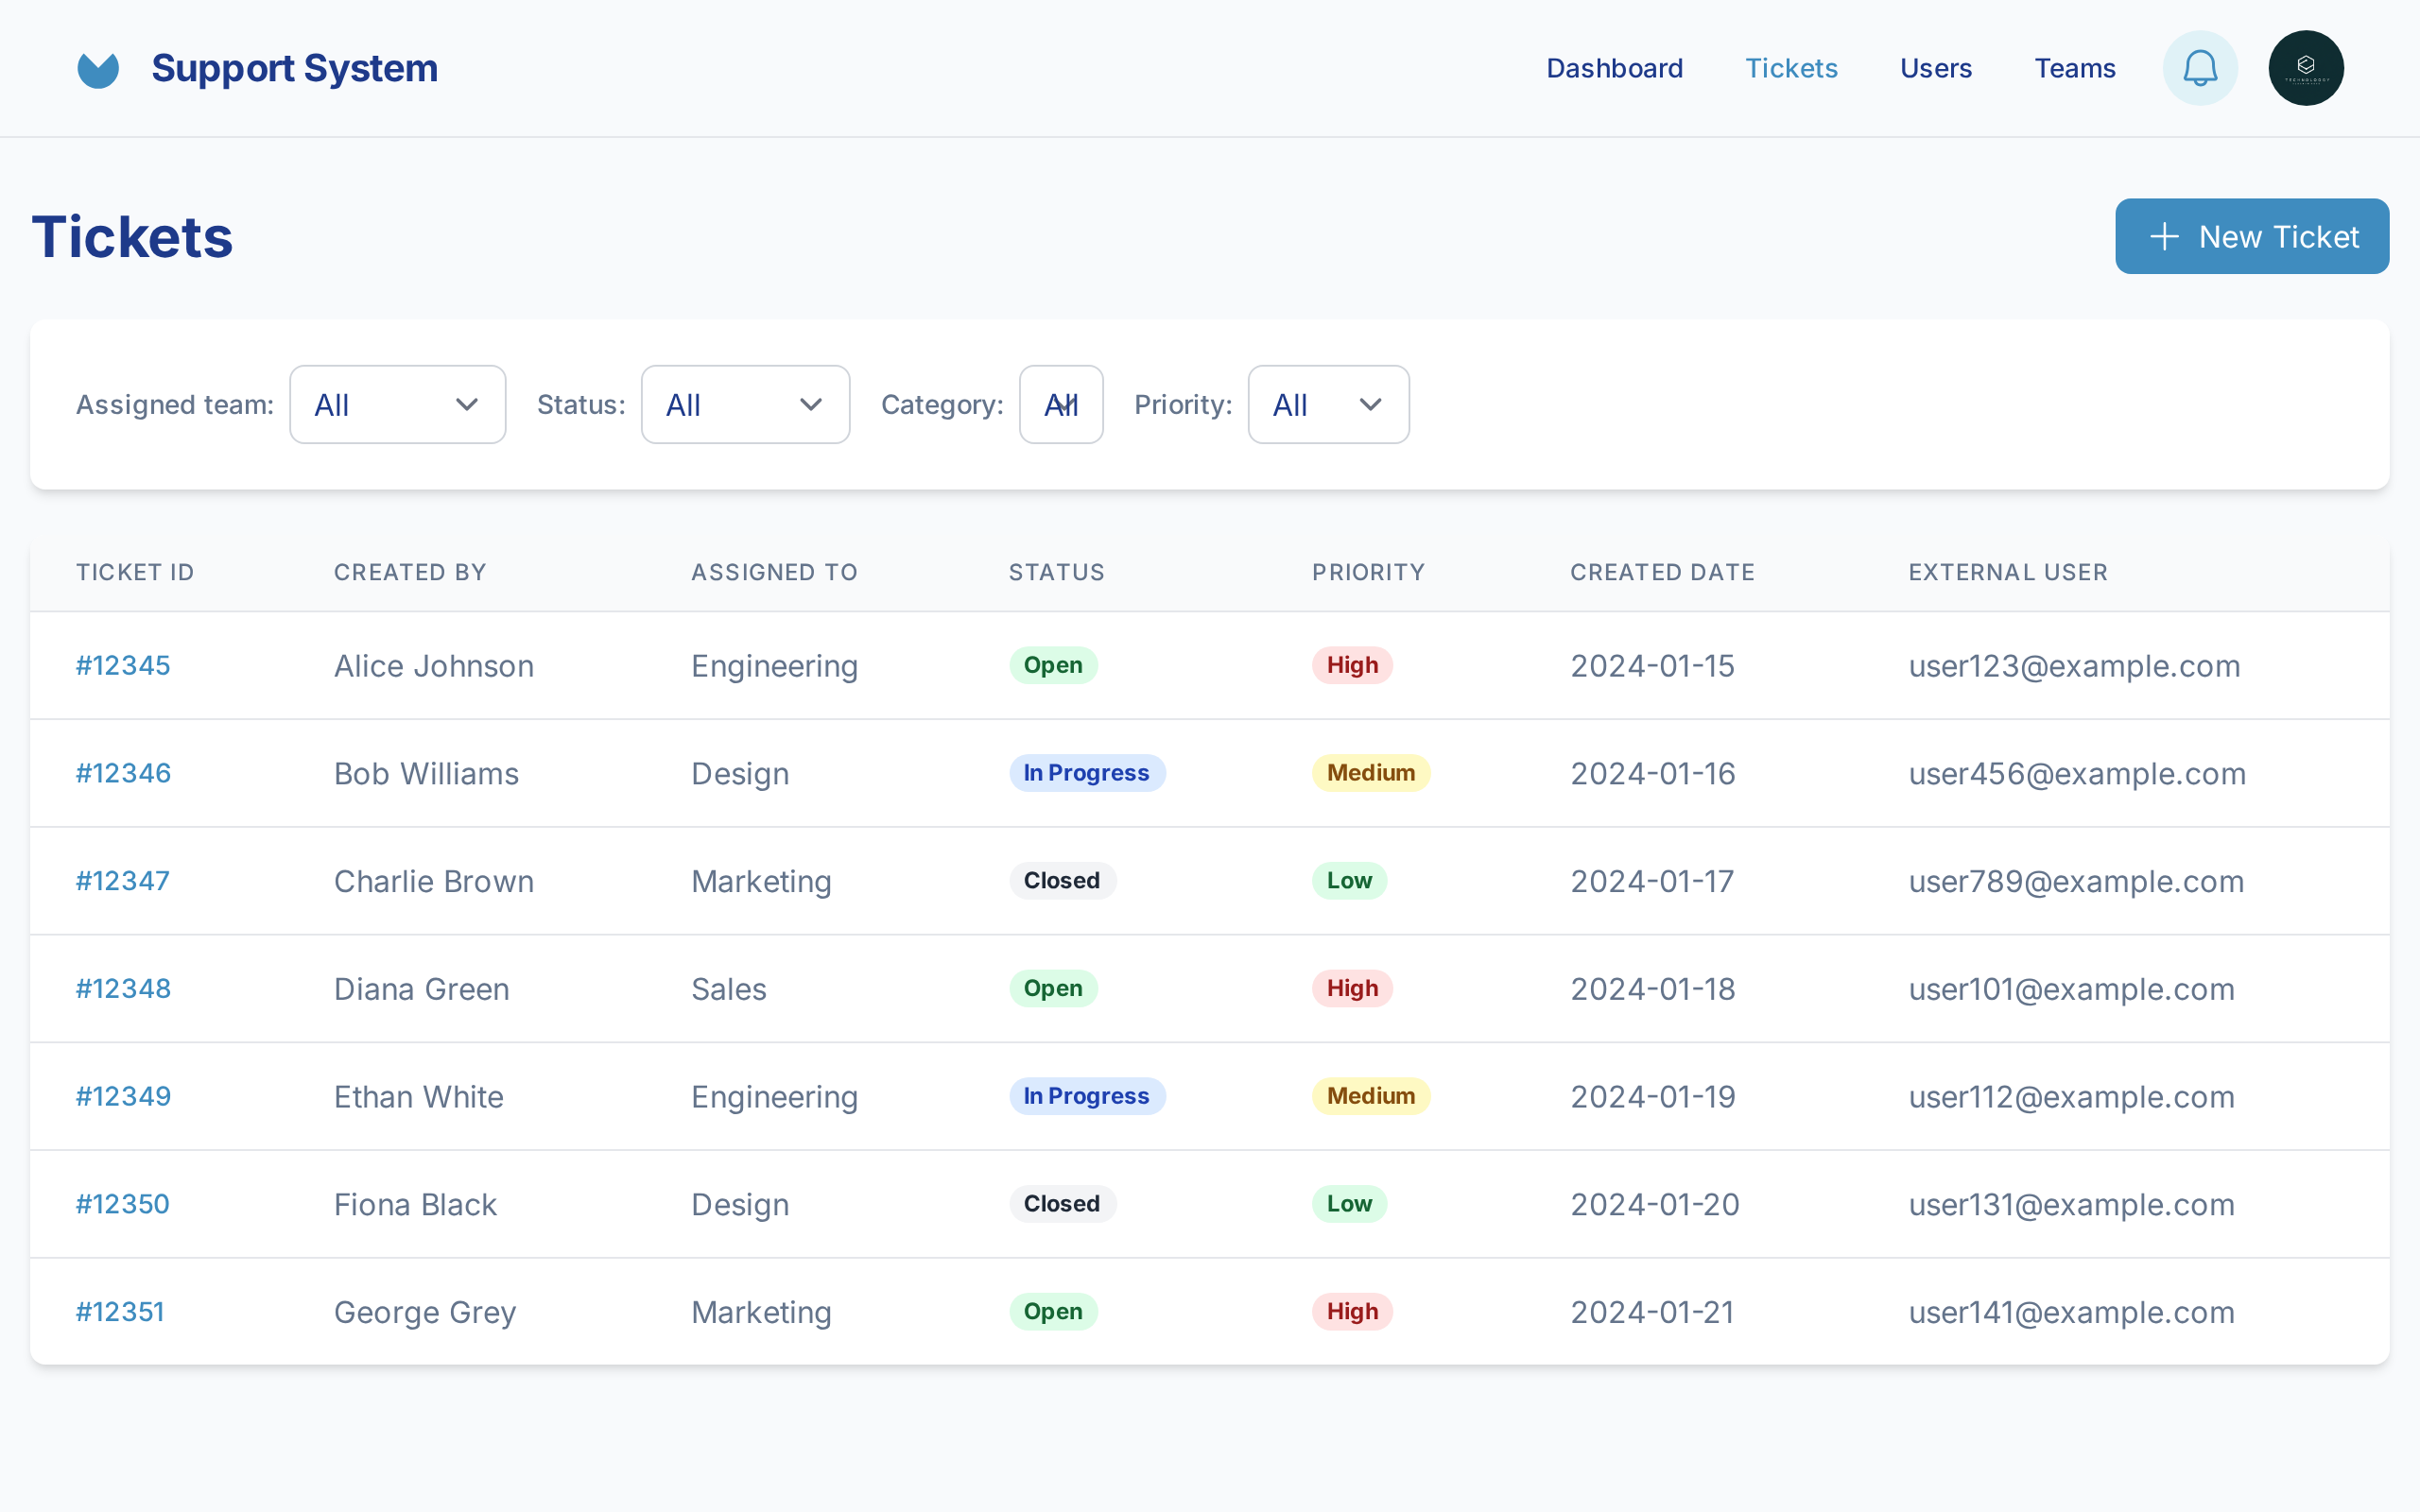 Support System
Dashboard Tickets Users Teams
Tickets
New Ticket
Assigned team: All Status: All Category: All Priority: All
TICKET ID CREATED BY ASSIGNED TO STATUS PRIORITY CREATED DATE EXTERNAL USER
#12345 Alice Johnson Engineering Open High 2024-01-15 user123@example.com
#12346 Bob Williams Design In Progress Medium 2024-01-16 user456@example.com
#12347 Charlie Brown Marketing Closed Low 2024-01-17 user789@example.com
#12348 Diana Green Sales Open High 2024-01-18 user101@example.com
#12349 Ethan White Engineering In Progress Medium 2024-01-19 user112@example.com
#12350 Fiona Black Design Closed Low 2024-01-20 user131@example.com
#12351 George Grey Marketing Open High 2024-01-21 user141@example.com